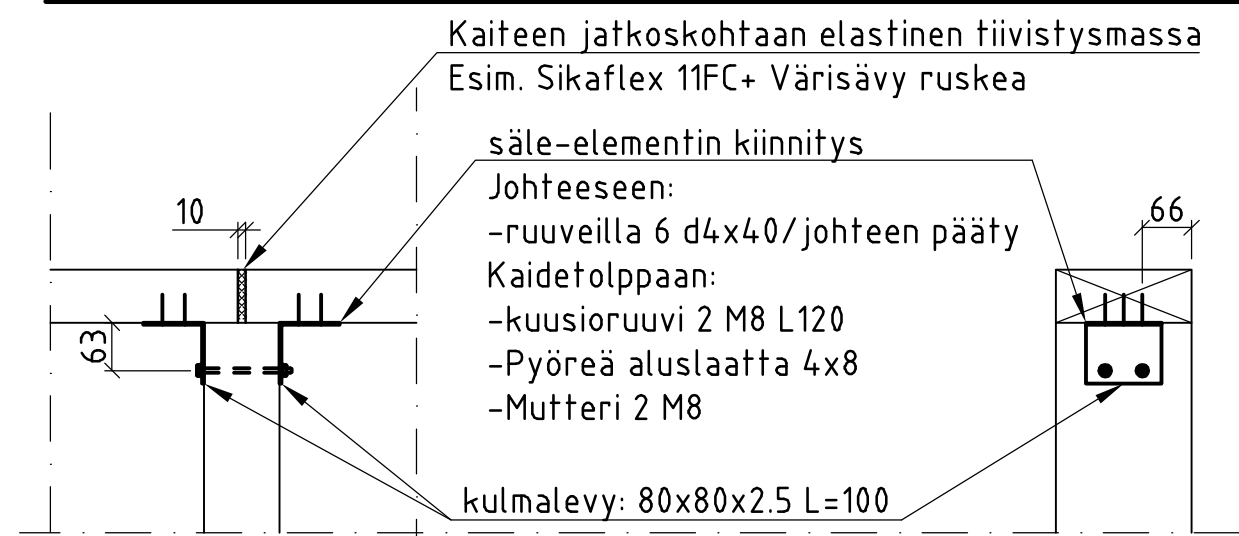 Kaiteen jatkoskohtaan elastinen tiivistysmassa
Esim. Sikaflex 11FC+ Värisävy ruskea
säle-elementin kiinnitys
Johteeseen:
-ruuveilla 6 d4x40/johteen pääty
Kaidetolppaan:
-kuusioruuvi 2 M8 L120
-Pyöreä aluslaatta 4x8
-Mutteri 2 M8
10
66
63
kulmalevy: 80x80x2.5 L=100